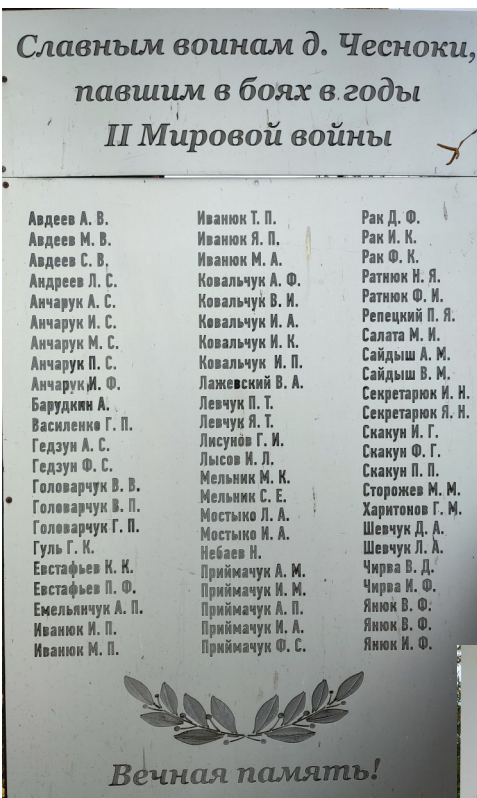 Славным воинам д. Чесноки,
павшим в боях в годы
II Мировой войны
Авдеев А. В.
Авдеев М. В.
Авдеев С. В.
Андреев Л. С.
Анчарук А. С.
Анчарук И. С.
Анчарук М. С.
Анчарук П. С.
Анчарук И. Ф.
Барудкин А.
Василенко Г. П.
Гедзун А. С.
Гедзун Ф. С.
Головарчук В. В.
Головарчук В. П.
Головарчук Г. П.
Гуль Г. К.
Евстафьев К. К.
Евстафьев П. Ф.
Емельянчук А. П.
Иванюк И. П.
Иванюк М. П.
Иванюк Т. П.
Иванюк Я. П.
Иванюк М. А.
Ковальчук А. Ф.
Ковальчук В. И.
Ковальчук И. А.
Ковальчук И. К.
Ковальчук И. П.
Лажевский В. А.
Левчук П. Т.
Левчук Я. Т.
Лисунов Г. И.
Лысов И. Л.
Мельник М. К.
Мельник С. Е.
Мостыко Л. А.
Мостыко И. А.
Небаев Н.
Приймачук А. М.
Приймачук И. М.
Приймачук А. П.
Приймачук И. А.
Приймачук Ф. С.
Рак Д. Ф.
Рак И. К.
Рак Ф. К.
Ратнюк Н. Я.
Ратнюк Ф. И.
Репецкий П. Я.
Салата М. И.
Сайдыш А. М.
Сайдыш В. М.
Секретарюк И. Н.
Секретарюк Я. Н.
Скакун И. Г.
Скакун Ф. Г.
Скакун П. П.
Сторожев М. М.
Харитонов Г. М.
Шевчук Д. А.
Шевчук Л. А.
Чирва В. Д.
Чирва И. Ф.
Янюк В. Ф.
Янюк В. Ф.
Янюк И. Ф.
Вечная память!